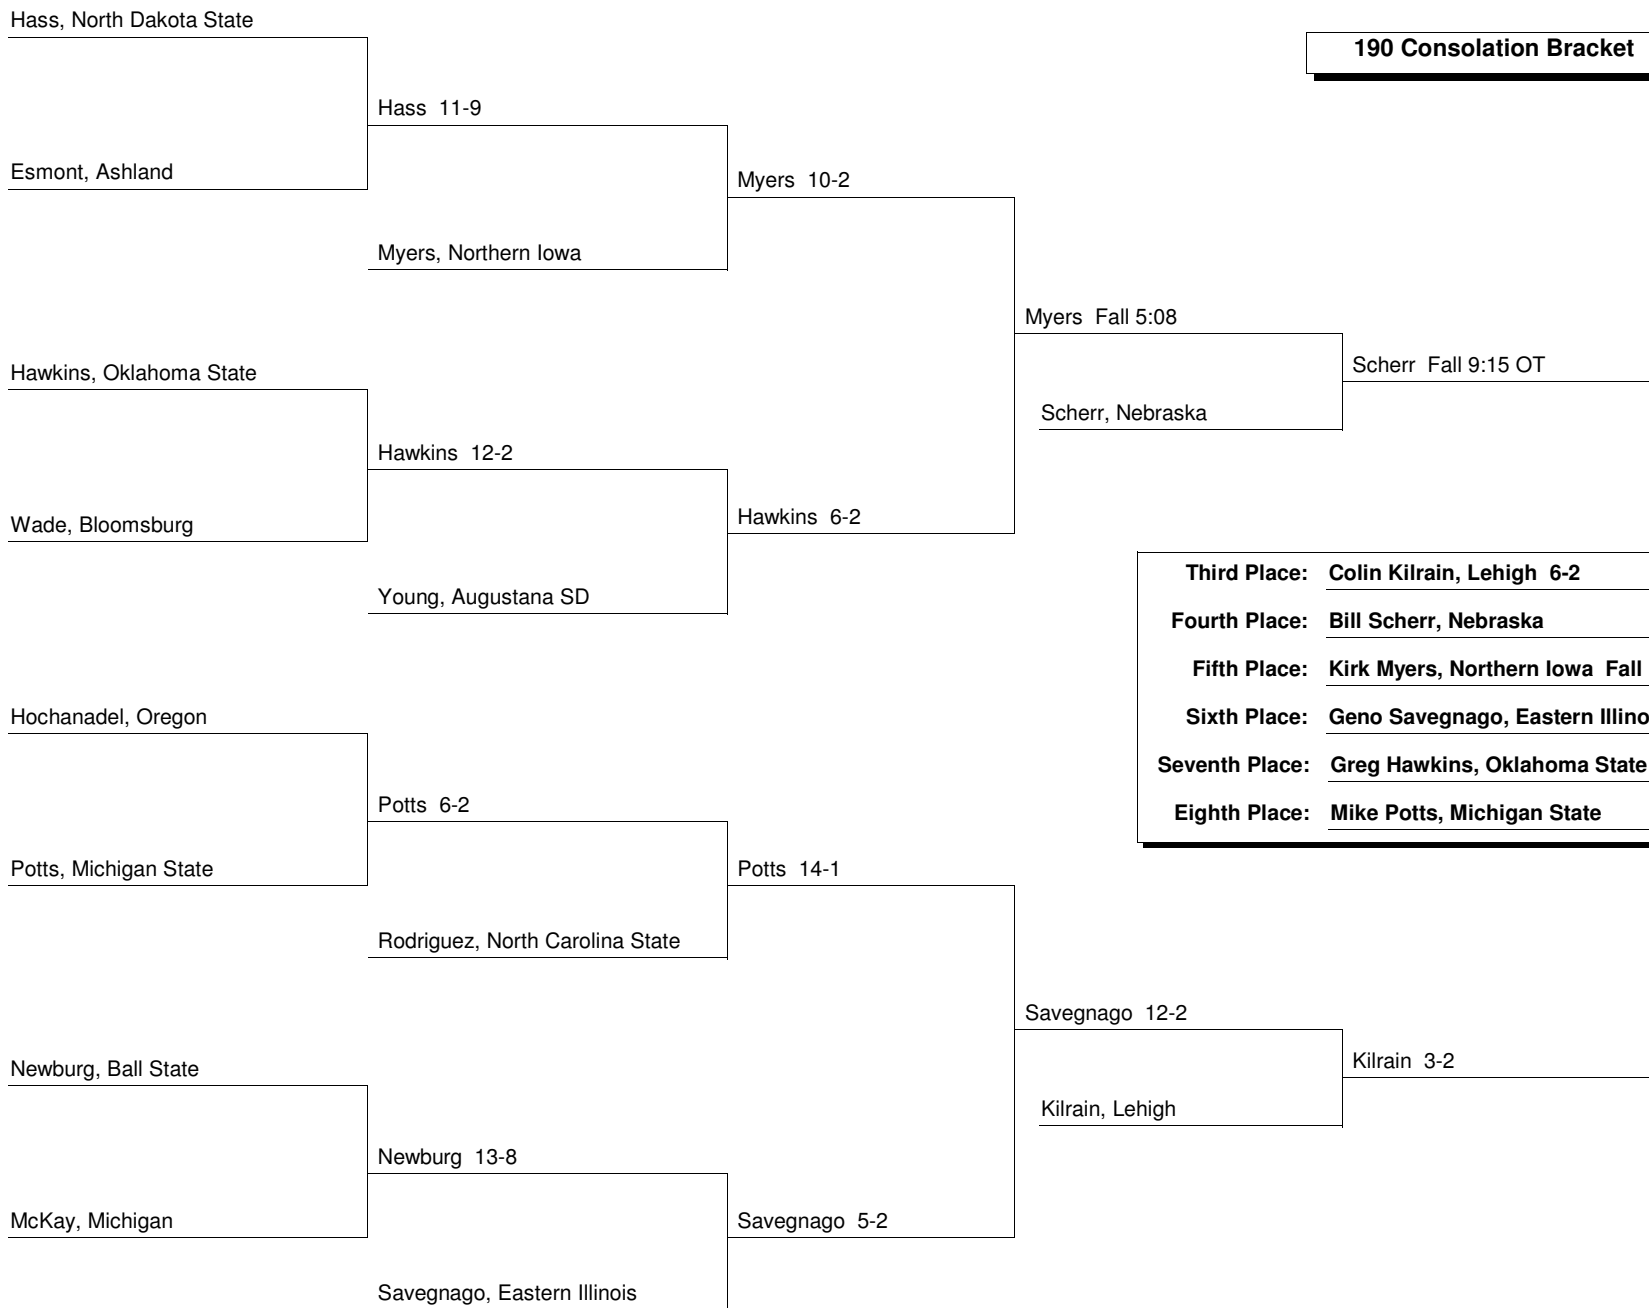 Hass, North Dakota State
190 Consolation Bracket
Hass 11-9
Esmont, Ashland
Myers 10-2
Myers, Northern Iowa
Myers Fall 5:08
Scherr Fall 9:15 OT
Hawkins, Oklahoma State
Scherr, Nebraska
Hawkins 12-2
Wade, Bloomsburg
Hawkins 6-2
Young, Augustana SD
Third Place: Colin Kilrain, Lehigh 6-2
Fourth Place: Bill Scherr, Nebraska
Fifth Place: Kirk Myers, Northern Iowa Fall
Sixth Place: Geno Savegnago, Eastern Illino
Seventh Place: Greg Hawkins, Oklahoma State
Eighth Place: Mike Potts, Michigan State
Hochanadel, Oregon
Potts 6-2
Potts, Michigan State
Potts 14-1
Rodriguez, North Carolina State
Savegnago 12-2
Newburg, Ball State
Kilrain 3-2
Kilrain, Lehigh
Newburg 13-8
McKay, Michigan
Savegnago 5-2
Savegnago, Eastern Illinois